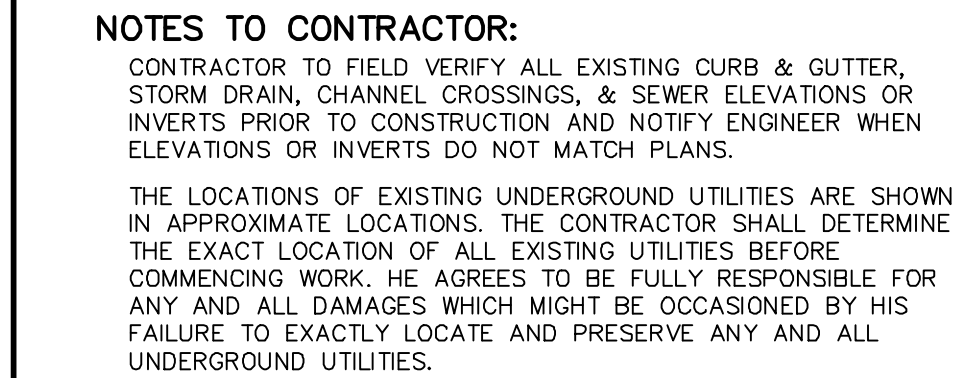 NOTES TO CONTRACTOR:
CONTRACTOR TO FIELD VERIFY ALL EXISTING CURB & GUTTER,
STORM DRAIN, CHANNEL CROSSINGS, & SEWER ELEVATIONS OR
INVERTS PRIOR TO CONSTRUCTION AND NOTIFY ENGINEER WHEN
ELEVATIONS OR INVERTS DO NOT MATCH PLANS.
THE LOCATIONS OF EXISTING UNDERGROUND UTILITIES ARE SHOWN
IN APPROXIMATE LOCATIONS. THE CONTRACTOR SHALL DETERMINE
THE EXACT LOCATION OF ALL EXISTING UTILITIES BEFORE
COMMENCING WORK. HE AGREES TO BE FULLY RESPONSIBLE FOR
ANY AND ALL DAMAGES WHICH MIGHT BE OCCASIONED BY HIS
FAILURE TO EXACTLY LOCATE AND PRESERVE ANY AND ALL
UNDERGROUND UTILITIES.